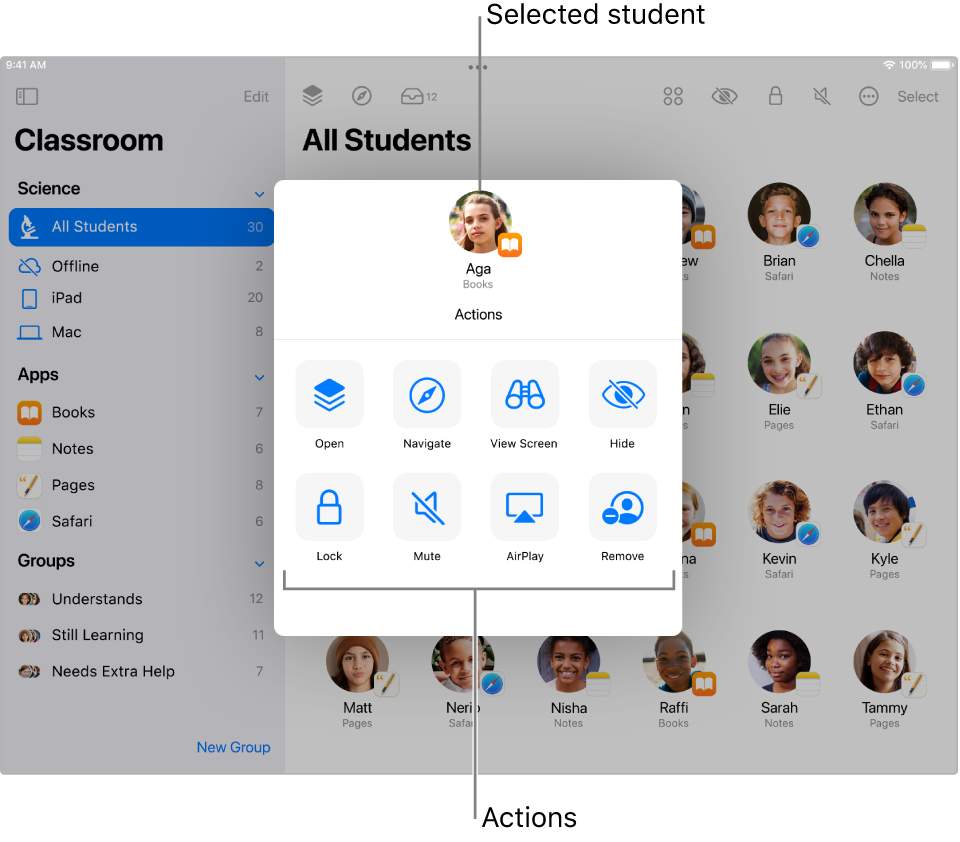 Selected student
9:41 AM
100%
Edit
12
Select
Classroom
All Students
Science
All Students 30
Offline 2
iPad 20
Mac 8
Apps
Books 7
Notes 6
Pages 8
Safari 6
Groups
Understands 12
Still Learning 11
Needs Extra Help 7
New Group
Aga
Books
Actions
Open
Navigate
View Screen
Hide
Lock
Mute
AirPlay
Remove
ew
Brian
Chella
s
Safari
Notes
n
Elie
Ethan
Pages
Safari
na
Kevin
Kyle
s
Safari
Pages
Matt
Nerio
Nisha
Raffi
Sarah
Tammy
Pages
Safari
Notes
Books
Notes
Pages
Actions